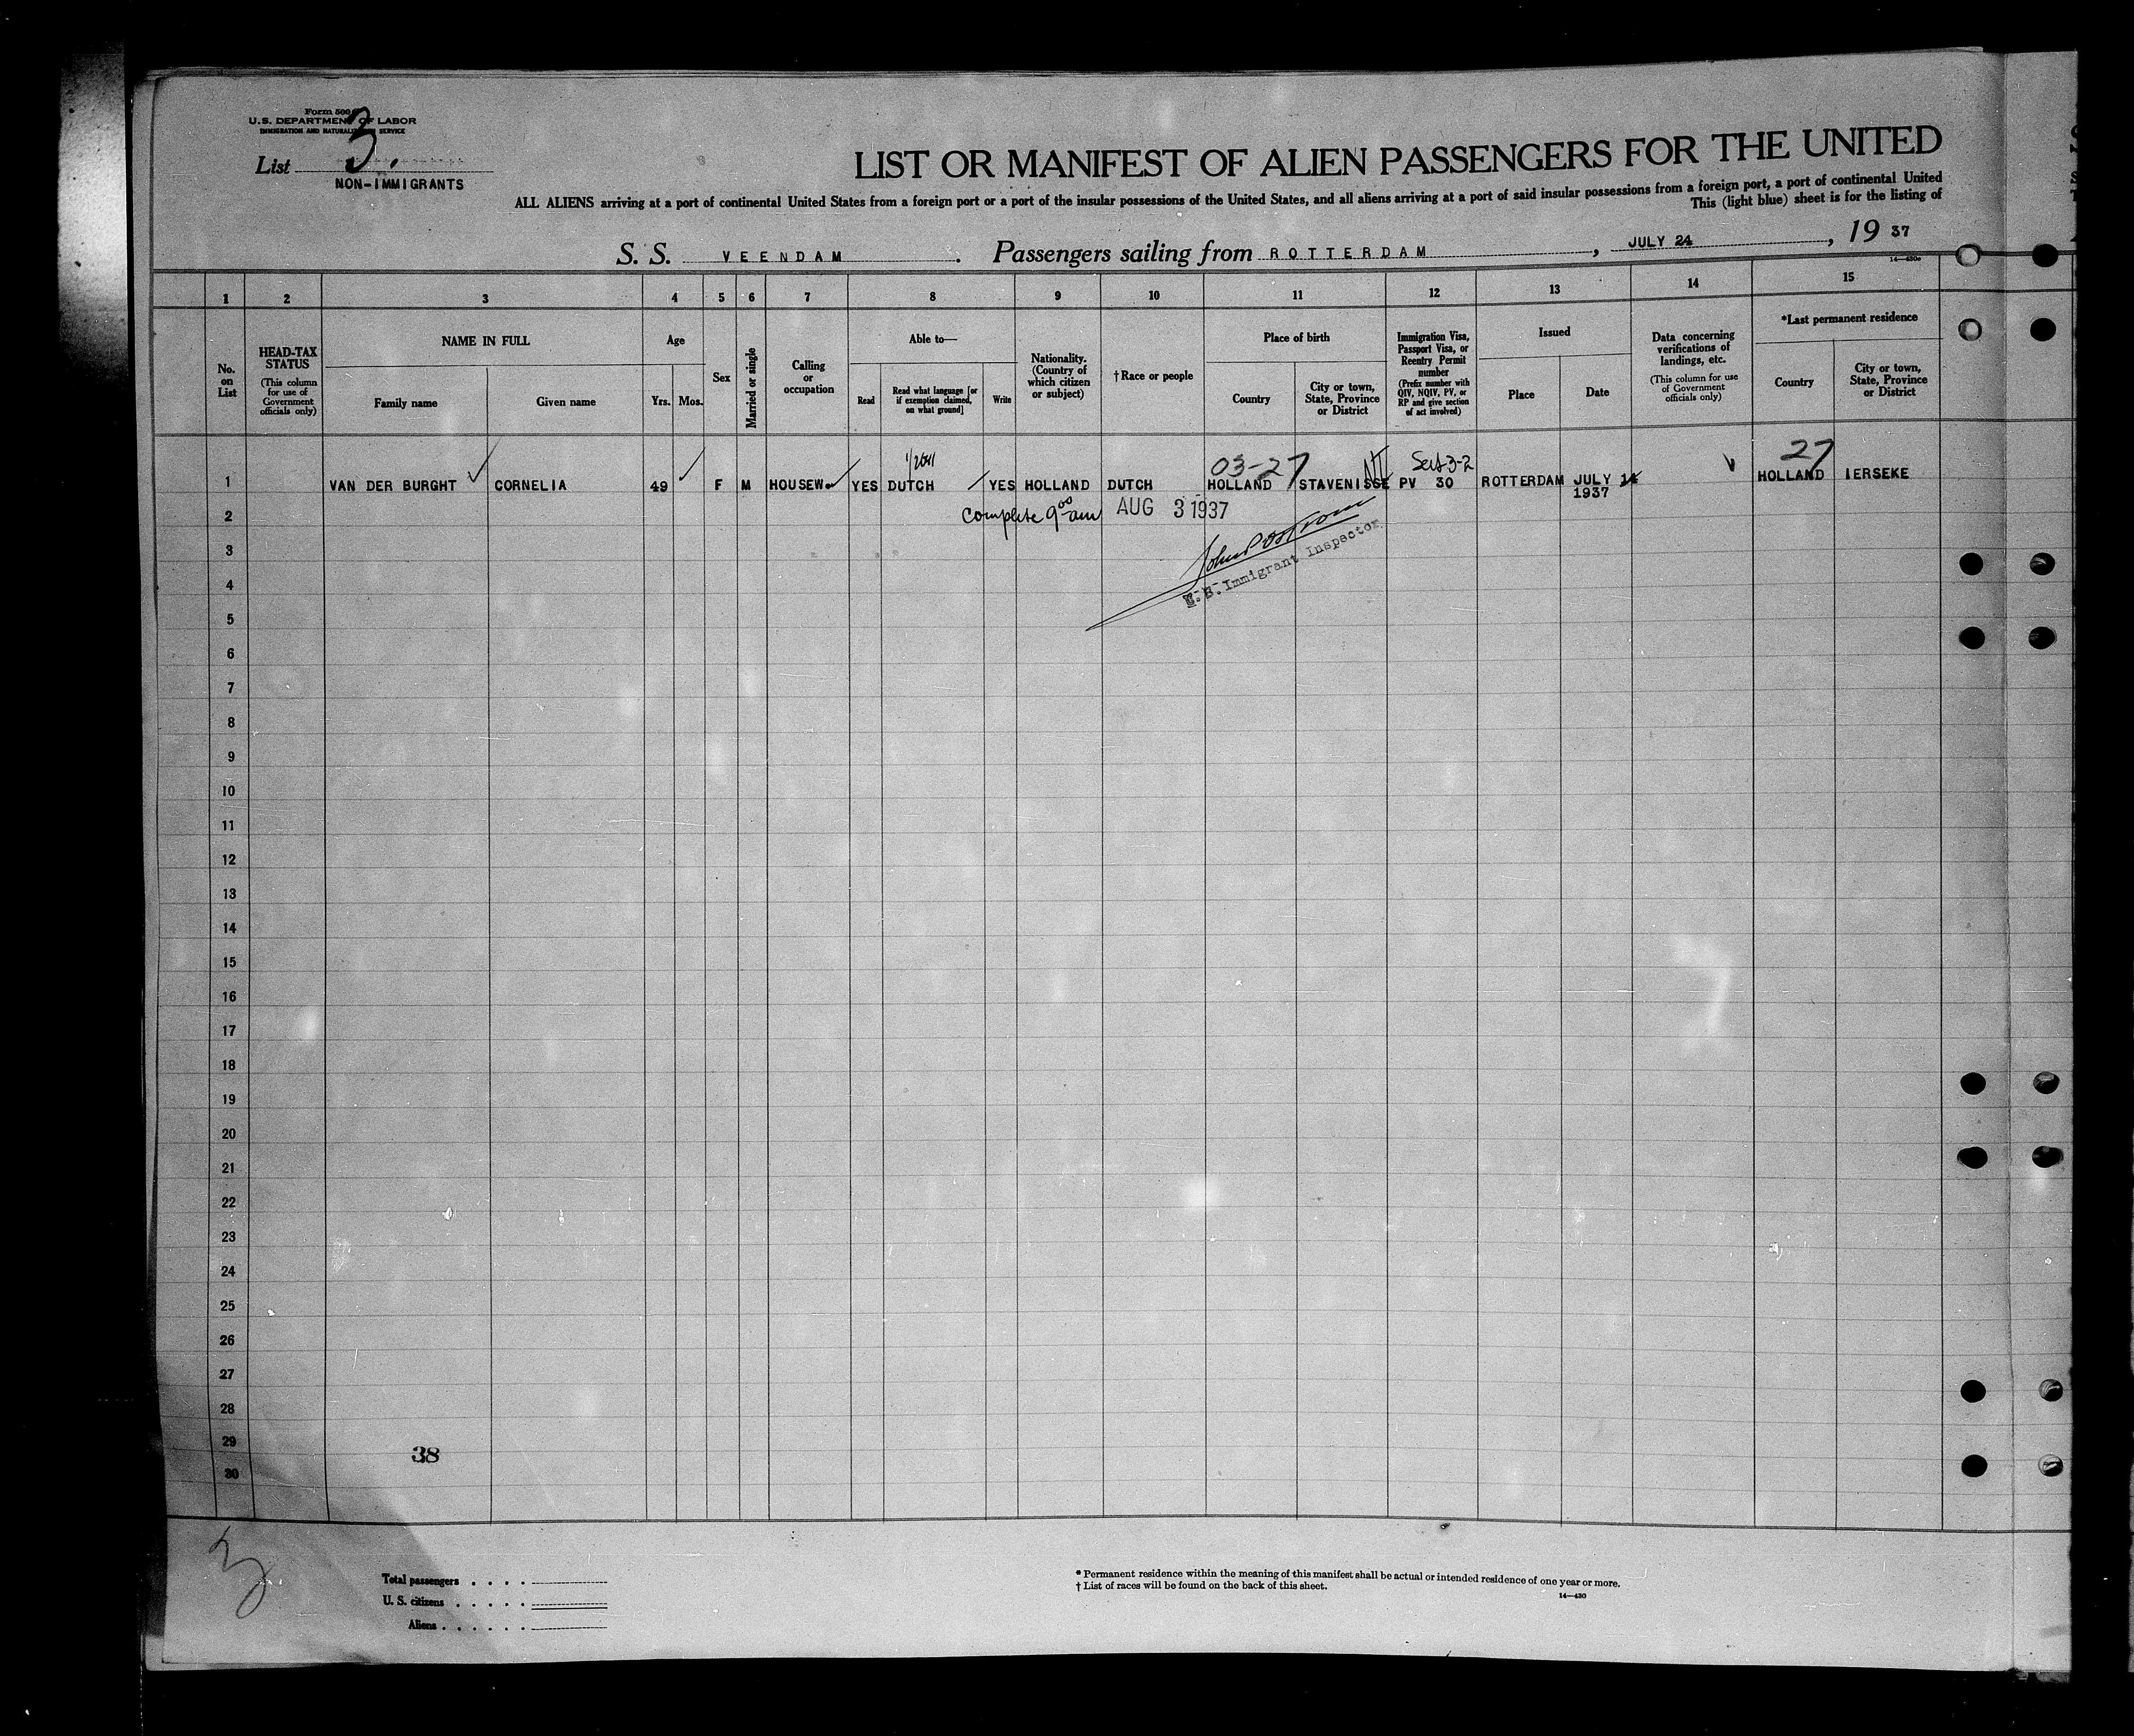 Form 500
U. S. DEPARTMENT OF LABOR
IMMIGRATION AND NATURALIZATION SERVICE
List 3.
NON-IMMIGRANTS
LIST OR MANIFEST OF ALIEN PASSENGERS FOR THE UNITED
ALL ALIENS arriving at a port of continental United States from a foreign port or a port of the insular possessions of the United States, and all aliens arriving at a port of said insular possessions from a foreign port, a port of continental United
This (light blue) sheet is for the listing of
S. S. VEENDAM. Passengers sailing from ROTTERDAM, JULY 24, 19 37
14—430
1 2 3 4 5 6 7 8 9 10 11 12 13 14 15
No. on List
HEAD-TAX STATUS (This column for use of Government officials only)
NAME IN FULL
Family name Given name
Age
Yrs. Mos.
Sex
Married or single
Calling or occupation
Able to—
Read Read what language [or if exemption claimed, on what ground] Write
Nationality. (Country of which citizen or subject)
†Race or people
Place of birth
Country City or town, State, Province or District
Immigration Visa, Passport Visa, or Reentry Permit number (Prefix number with QIV, NQIV, PV, or RP and give section of act involved)
Issued
Place Date
Data concerning verifications of landings, etc. (This column for use of Government officials only)
*Last permanent residence
Country City or town, State, Province or District
03-27 3-2 27
1 VAN DER BURGHT CORNELIA 49 F M HOUSEW. YES DUTCH YES HOLLAND DUTCH HOLLAND STAVENISSE PV 30 ROTTERDAM JULY 14 1937 HOLLAND IERSEKE
2 Complete 9 00 am AUG 3 1937
3
4 U. S. Immigrant Inspector
5
6
7
8
9
10
11
12
13
14
15
16
17
18
19
20
21
22
23
24
25
26
27
28
29 38
30
3
Total passengers . . . .
U. S. citizens . . . . .
Aliens . . . . . .
* Permanent residence within the meaning of this manifest shall be actual or intended residence of one year or more.
† List of races will be found on the back of this sheet.
14—430